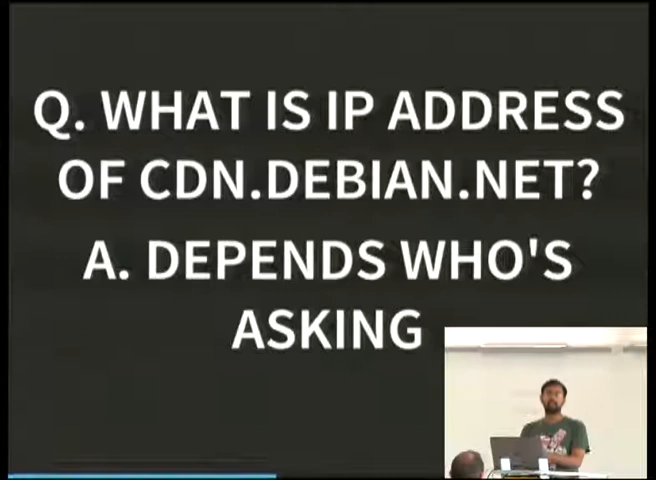 Q. WHAT IS IP ADDRESS
OF CDN.DEBIAN.NET?
A. DEPENDS WHO'S
ASKING